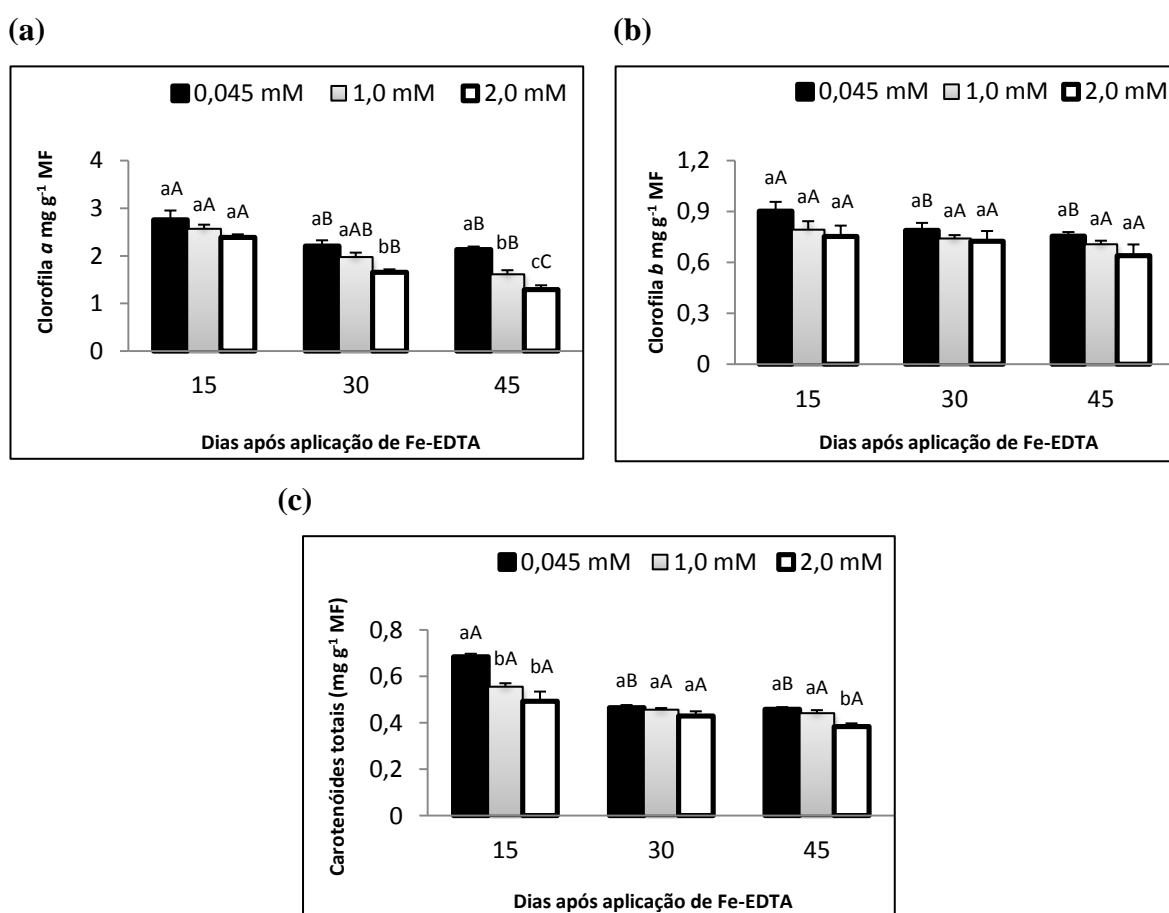 (a)
0,045 mM 1,0 mM 2,0 mM
Clorofila a mg g⁻¹ MF
4
3
2
1
0
aA aA aA aB aAB bB aB bB cC
15 30 45
Dias após aplicação de Fe-EDTA
(b)
0,045 mM 1,0 mM 2,0 mM
Clorofila b mg g⁻¹ MF
1,2
0,9
0,6
0,3
0
aA aA aA aB aA aA aB aA aA
15 30 45
Dias após aplicação de Fe-EDTA
(c)
0,045 mM 1,0 mM 2,0 mM
Carotenóides totais (mg g⁻¹ MF)
0,8
0,6
0,4
0,2
0
aA bA bA aB aA aA aB aA bA
15 30 45
Dias após aplicação de Fe-EDTA